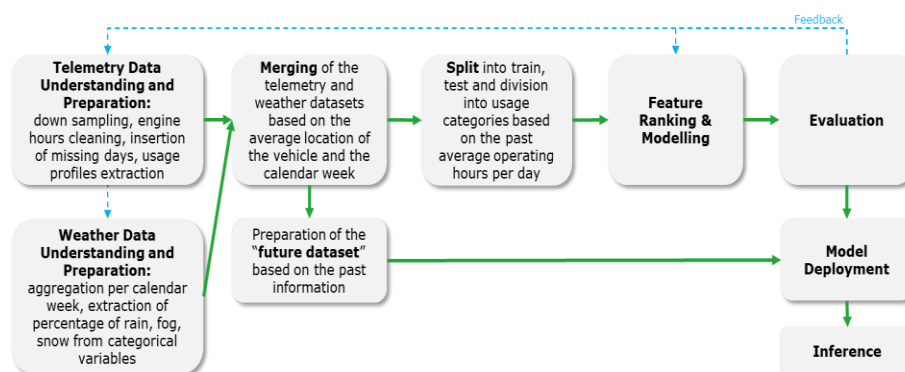 Feedback
Telemetry Data
Understanding and
Preparation:
down sampling, engine
hours cleaning, insertion
of missing days, usage
profiles extraction
Merging of the
telemetry and
weather datasets
based on the
average location of
the vehicle and the
calendar week
Split into train,
test and division
into usage
categories based
on the past
average operating
hours per day
Feature
Ranking &
Modelling
Evaluation
Weather Data
Understanding and
Preparation:
aggregation per calendar
week, extraction of
percentage of rain, fog,
snow from categorical
variables
Preparation of the
“future dataset”
based on the past
information
Model
Deployment
Inference